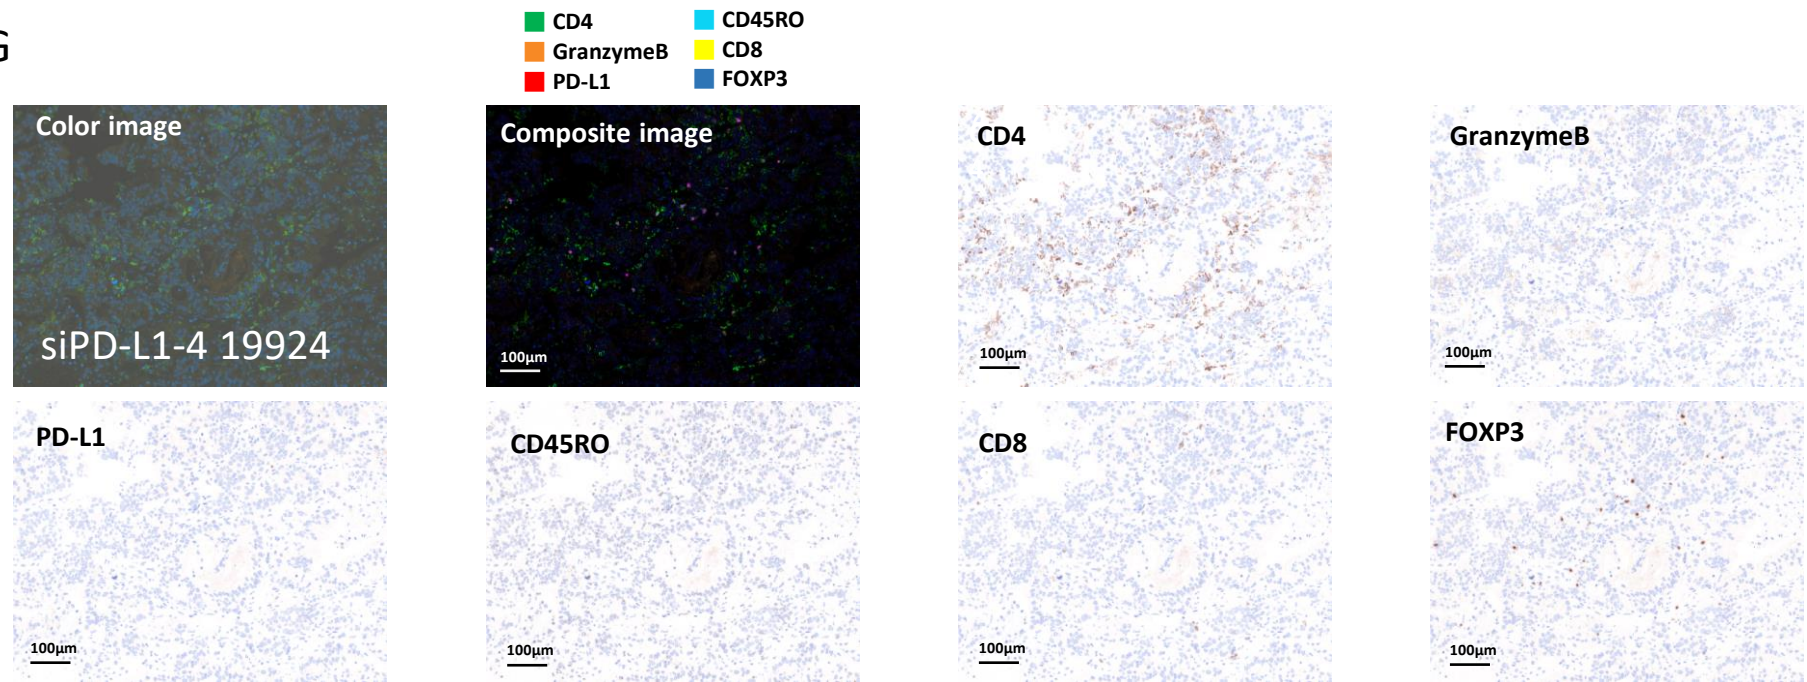 G
CD4
CD45RO
GranzymeB
CD8
PD-L1
FOXP3
Color image
siPD-L1-4 19924
Composite image
100μm
CD4
100μm
GranzymeB
100μm
PD-L1
100μm
CD45RO
100μm
CD8
100μm
FOXP3
100μm